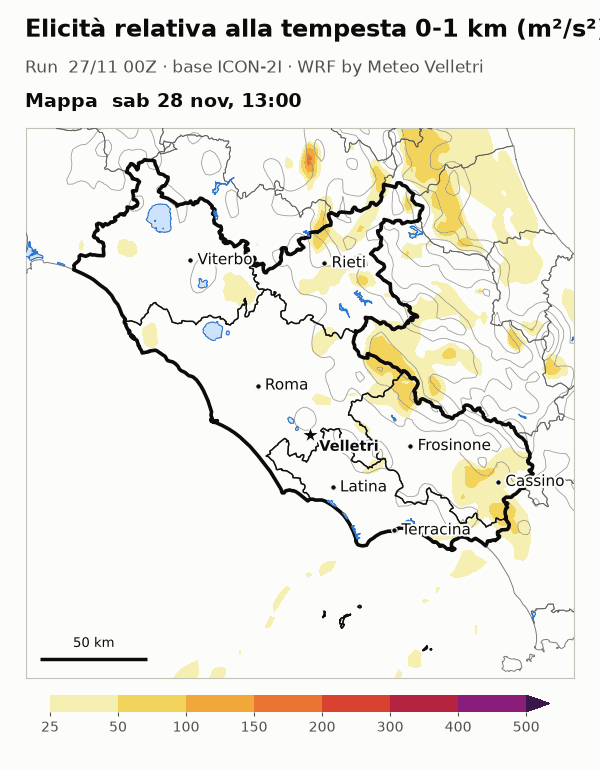 Elicità relativa alla tempesta 0-1 km (m²/s²)
Run 27/11 00Z · base ICON-2I · WRF by Meteo Velletri
Mappa sab 28 nov, 13:00
Viterbo
Rieti
Roma
Velletri
Frosinone
Cassino
Latina
Terracina
50 km
25 50 100 150 200 300 400 500